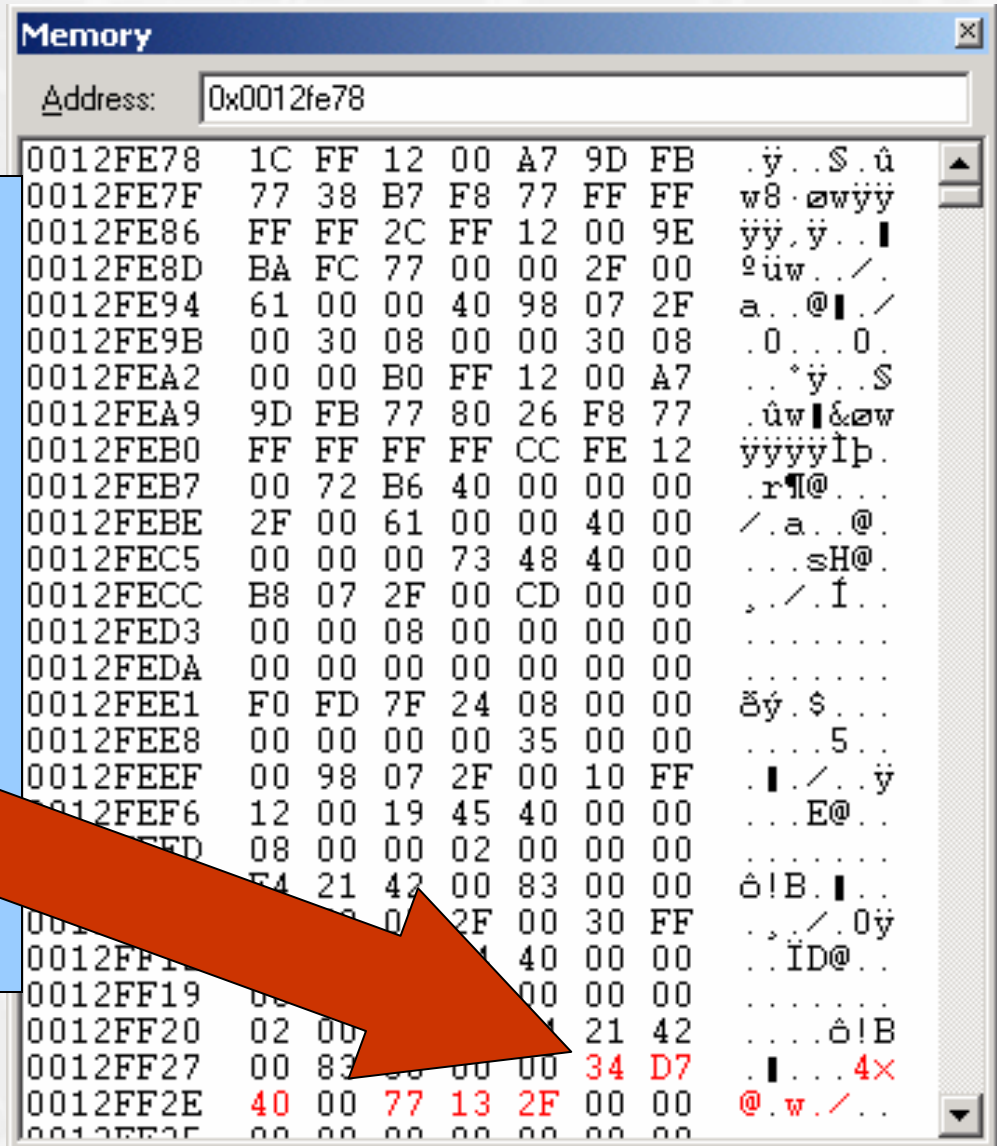 Memory
Address: 0x0012fe78
0012FE78 1C FF 12 00 A7 9D FB .ÿ..S.û
0012FE7F 77 38 B7 F8 77 FF FF w8·øwÿÿ
0012FE86 FF FF 2C FF 12 00 9E ÿÿ,ÿ..▮
0012FE8D BA FC 77 00 00 2F 00 ºüw../.
0012FE94 61 00 00 40 98 07 2F a..@▮./
0012FE9B 00 30 08 00 00 30 08 .0...0.
0012FEA2 00 00 B0 FF 12 00 A7 ..°ÿ..S
0012FEA9 9D FB 77 80 26 F8 77 .ûw▮&øw
0012FEB0 FF FF FF FF CC FE 12 ÿÿÿÿÌþ.
0012FEB7 00 72 B6 40 00 00 00 .r¶@...
0012FEBE 2F 00 61 00 00 40 00 /.a..@.
0012FEC5 00 00 00 73 48 40 00 ...sH@.
0012FECC B8 07 2F 00 CD 00 00 ¸./.Í..
0012FED3 00 00 08 00 00 00 00 .......
0012FEDA 00 00 00 00 00 00 00 .......
0012FEE1 F0 FD 7F 24 08 00 00 ðý.$...
0012FEE8 00 00 00 00 35 00 00 ....5..
0012FEEF 00 98 07 2F 00 10 FF .▮./..ÿ
0012FEF6 12 00 19 45 40 00 00 ...E@..
08 00 00 02 00 00 00 .......
21 42 00 83 00 00 ô!B.▮..
2F 00 30 FF .¸./.0ÿ
40 00 00 ..ÏD@..
0012FF19 00 00 00 .......
0012FF20 02 00 21 42 ....ô!B
0012FF27 00 83 00 00 34 D7 .▮...4×
0012FF2E 40 00 77 13 2F 00 00 @.w./..